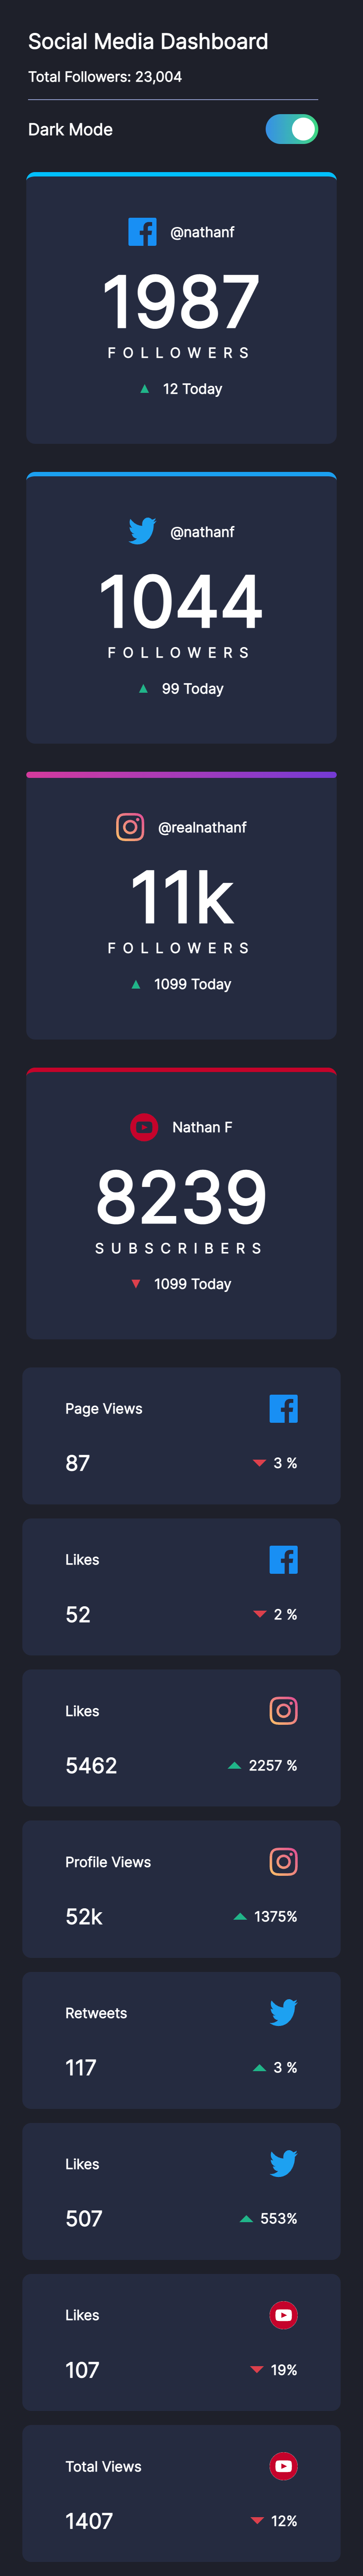 Social Media Dashboard
Total Followers: 23,004
Dark Mode
@nathanf
1987
FOLLOWERS
▲ 12 Today
@nathanf
1044
FOLLOWERS
▲ 99 Today
@realnathanf
11k
FOLLOWERS
▲ 1099 Today
Nathan F
8239
SUBSCRIBERS
▼ 1099 Today
Page Views
87 ▼ 3 %
Likes
52 ▼ 2 %
Likes
5462 ▲ 2257 %
Profile Views
52k ▲ 1375%
Retweets
117 ▲ 3 %
Likes
507 ▲ 553%
Likes
107 ▼ 19%
Total Views
1407 ▼ 12%